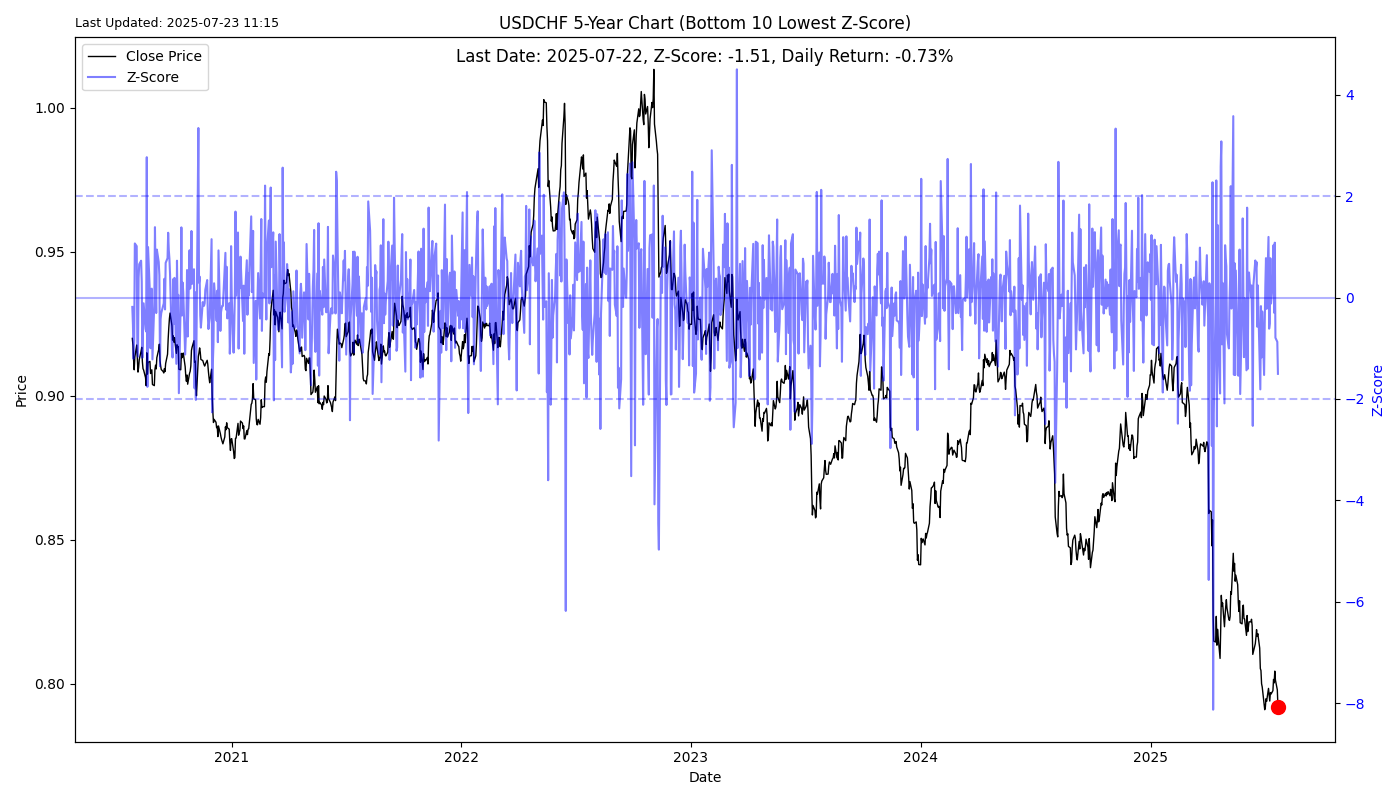 Last Updated: 2025-07-23 11:15
USDCHF 5-Year Chart (Bottom 10 Lowest Z-Score)
Last Date: 2025-07-22, Z-Score: -1.51, Daily Return: -0.73%
Close Price
Z-Score
1.00
0.95
0.90
0.85
0.80
Price
4
2
0
−2
−4
−6
−8
Z-Score
2021
2022
2023
2024
2025
Date